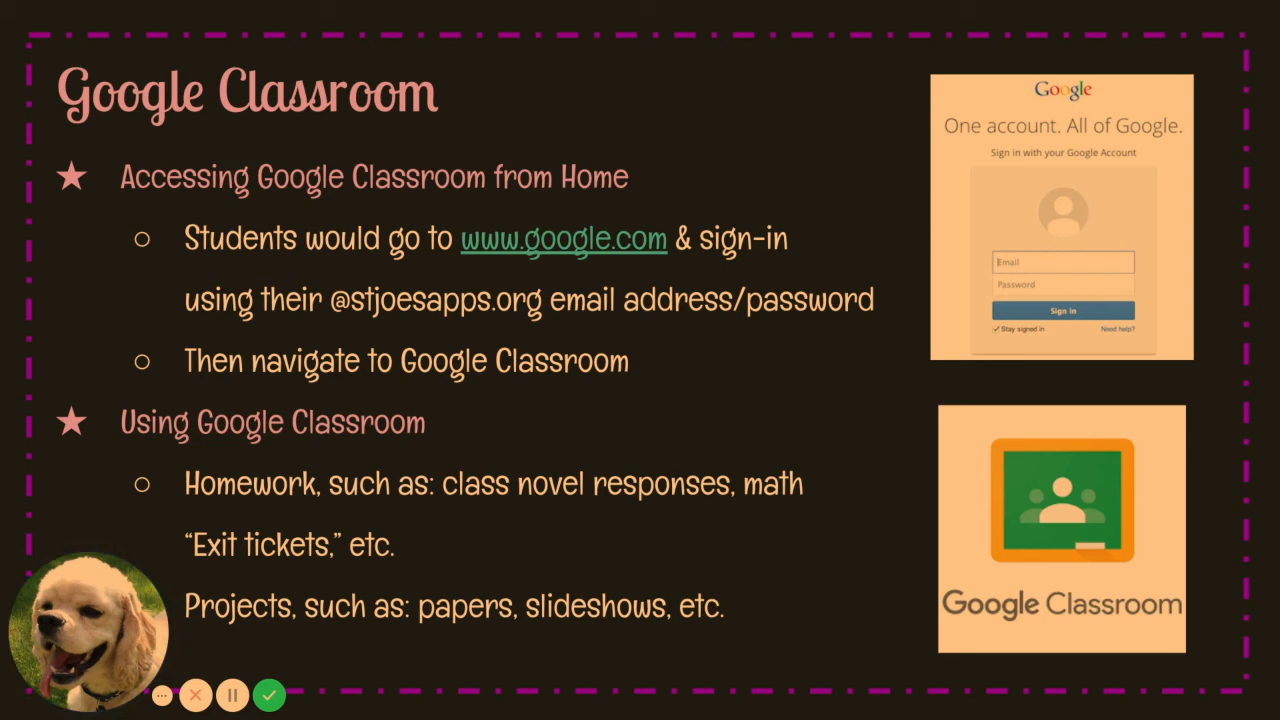 Google Classroom
★ Accessing Google Classroom from Home
○ Students would go to www.google.com & sign-in
using their @stjoesapps.org email address/password
○ Then navigate to Google Classroom
★ Using Google Classroom
○ Homework, such as: class novel responses, math
“Exit tickets,” etc.
Projects, such as: papers, slideshows, etc.
Google
One account. All of Google.
Sign in with your Google Account
Email
Password
Sign in
Stay signed in Need help?
Google Classroom